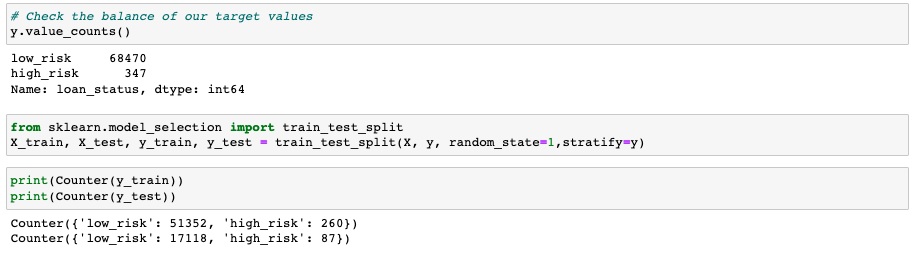 # Check the balance of our target values
y.value_counts()
low_risk     68470
high_risk      347
Name: loan_status, dtype: int64
from sklearn.model_selection import train_test_split
X_train, X_test, y_train, y_test = train_test_split(X, y, random_state=1,stratify=y)
print(Counter(y_train))
print(Counter(y_test))
Counter({'low_risk': 51352, 'high_risk': 260})
Counter({'low_risk': 17118, 'high_risk': 87})